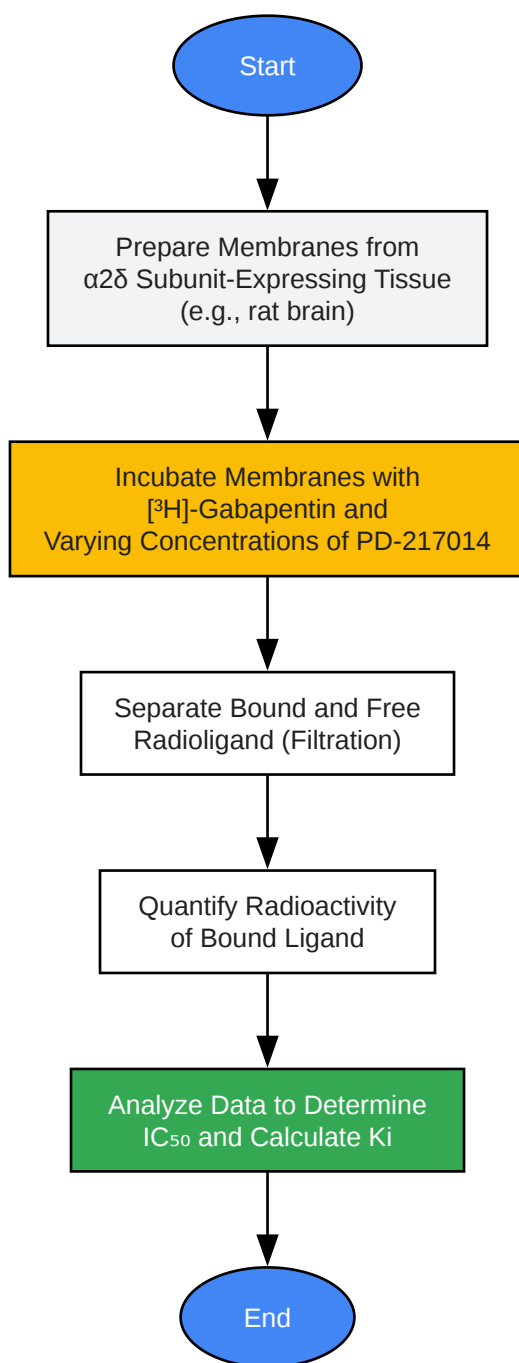 Start
Prepare Membranes from
α2δ Subunit-Expressing Tissue
(e.g., rat brain)
Incubate Membranes with
[³H]-Gabapentin and
Varying Concentrations of PD-217014
Separate Bound and Free
Radioligand (Filtration)
Quantify Radioactivity
of Bound Ligand
Analyze Data to Determine
IC₅₀ and Calculate Ki
End